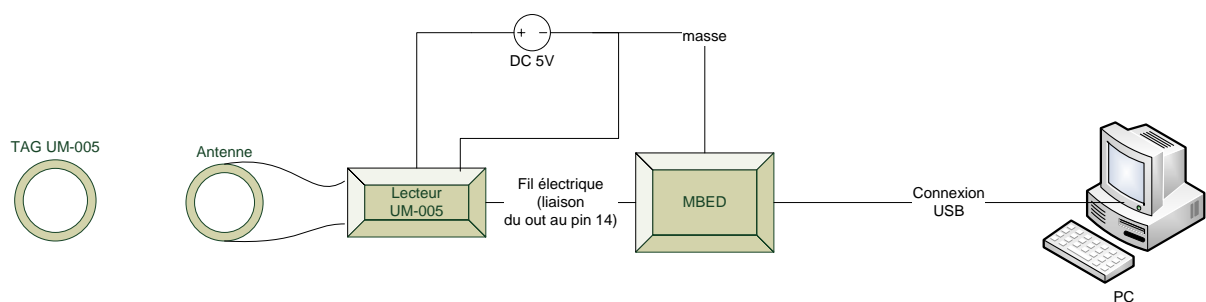 + −
DC 5V
masse
TAG UM-005
Antenne
Lecteur
UM-005
Fil électrique
(liaison
du out au pin 14)
MBED
Connexion
USB
PC